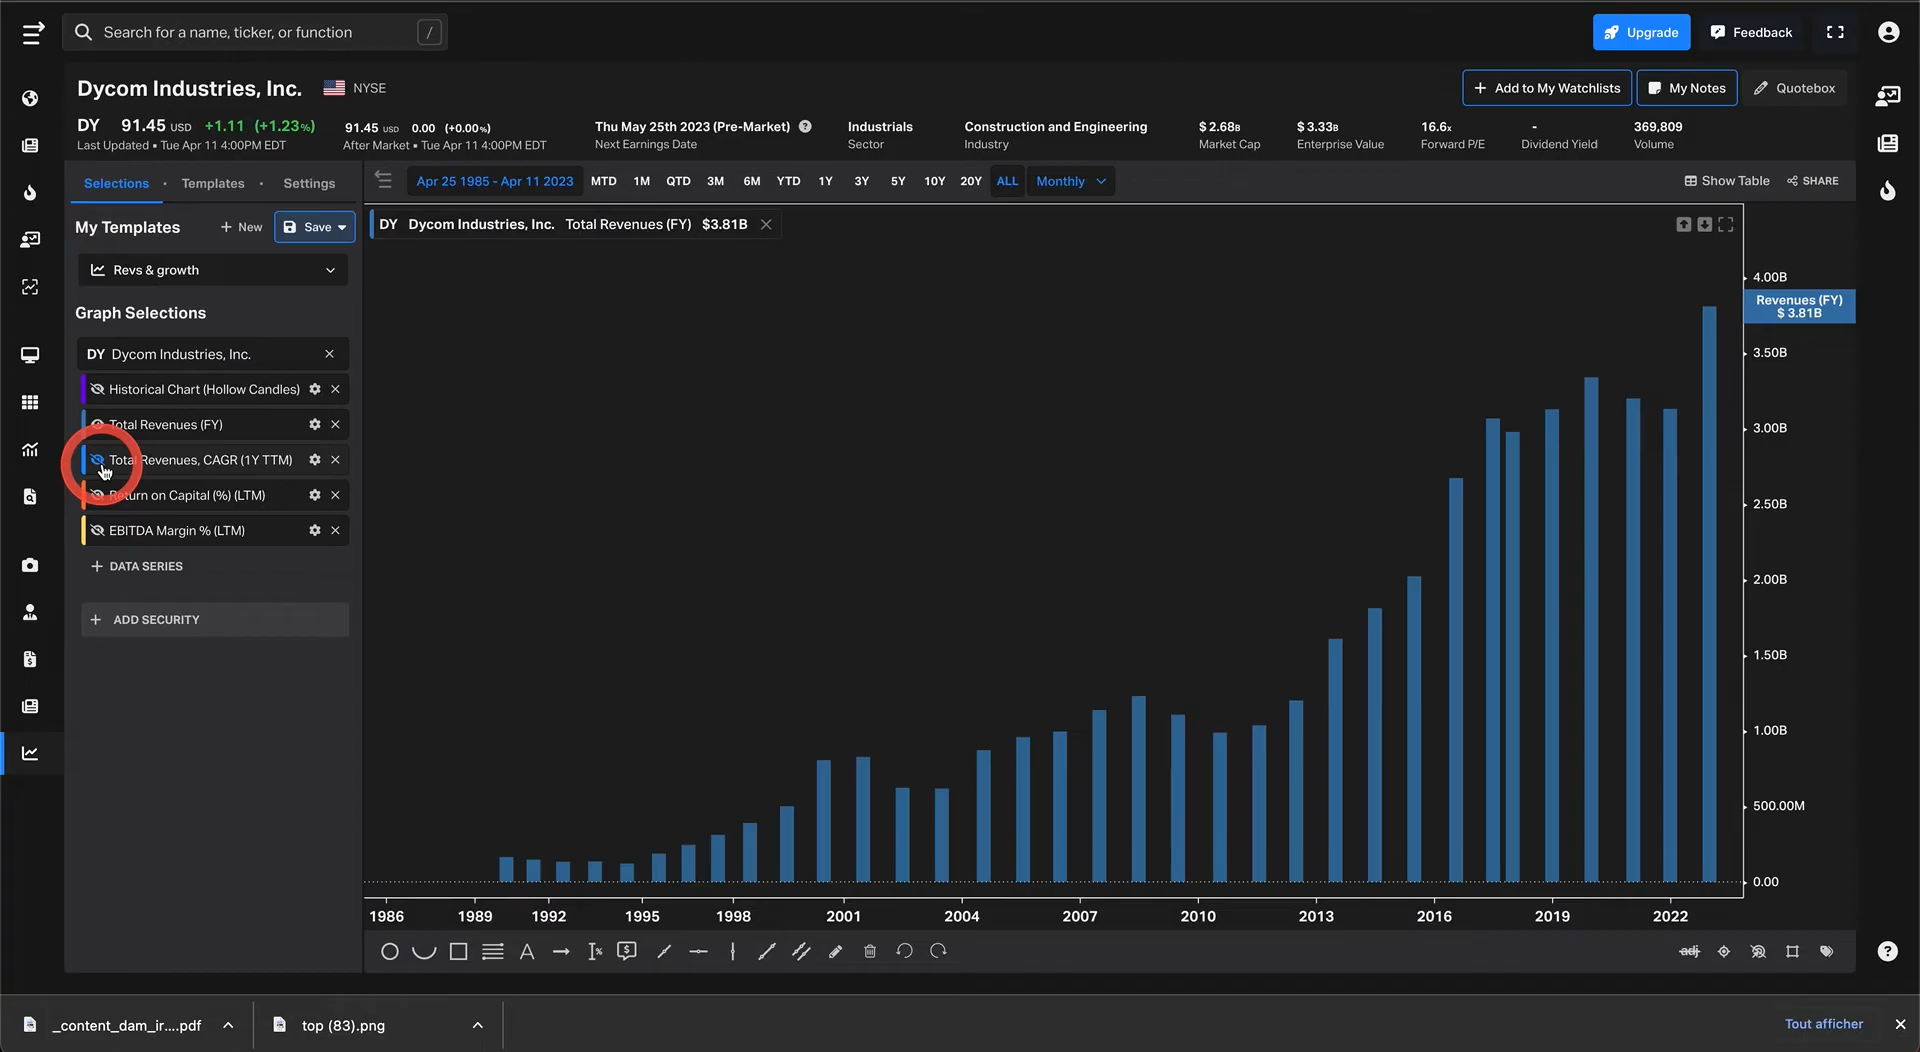 Search for a name, ticker, or function
/
Upgrade
Feedback
Dycom Industries, Inc.
NYSE
+ Add to My Watchlists
My Notes
Quotebox
DY 91.45 USD +1.11 (+1.23%)
Last Updated • Tue Apr 11 4:00PM EDT
91.45 USD 0.00 (+0.00%)
After Market • Tue Apr 11 4:00PM EDT
Thu May 25th 2023 (Pre-Market) ?
Next Earnings Date
Industrials
Sector
Construction and Engineering
Industry
$ 2.68B
Market Cap
$ 3.33B
Enterprise Value
16.6x
Forward P/E
-
Dividend Yield
369,809
Volume
Selections • Templates • Settings
Apr 25 1985 - Apr 11 2023 MTD 1M QTD 3M 6M YTD 1Y 3Y 5Y 10Y 20Y ALL Monthly
Show Table
SHARE
My Templates
+ New
Save
Revs & growth
Graph Selections
DY Dycom Industries, Inc.
Historical Chart (Hollow Candles)
Total Revenues (FY)
Total Revenues, CAGR (1Y TTM)
Return on Capital (%) (LTM)
EBITDA Margin % (LTM)
+ DATA SERIES
+ ADD SECURITY
DY Dycom Industries, Inc. Total Revenues (FY) $3.81B
4.00B
Revenues (FY)
$ 3.81B
3.50B
3.00B
2.50B
2.00B
1.50B
1.00B
500.00M
0.00
1986 1989 1992 1995 1998 2001 2004 2007 2010 2013 2016 2019 2022
A
adj
?
_content_dam_ir....pdf
top (83).png
Tout afficher